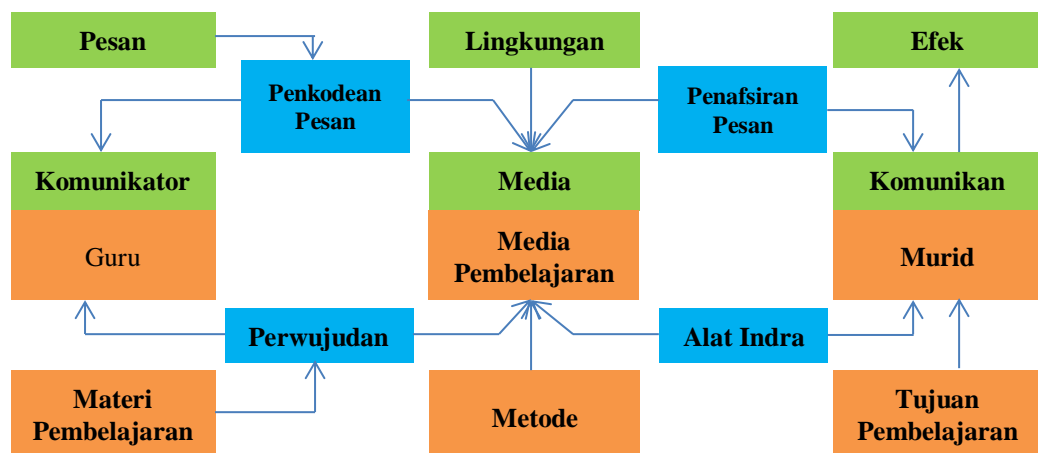 Pesan
Lingkungan
Efek
Penkodean
Pesan
Penafsiran
Pesan
Komunikator
Media
Komunikan
Guru
Media
Pembelajaran
Murid
Perwujudan
Alat Indra
Materi
Pembelajaran
Metode
Tujuan
Pembelajaran